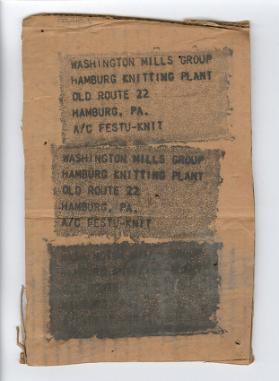 WASHINGTON MILLS GROUP
HAMBURG KNITTING PLANT
OLD ROUTE 22
HAMBURG, PA.
A/C FESTU-KNIT
WASHINGTON MILLS GROUP
HAMBURG KNITTING PLANT
OLD ROUTE 22
HAMBURG, PA.
A/C FESTU-KNIT